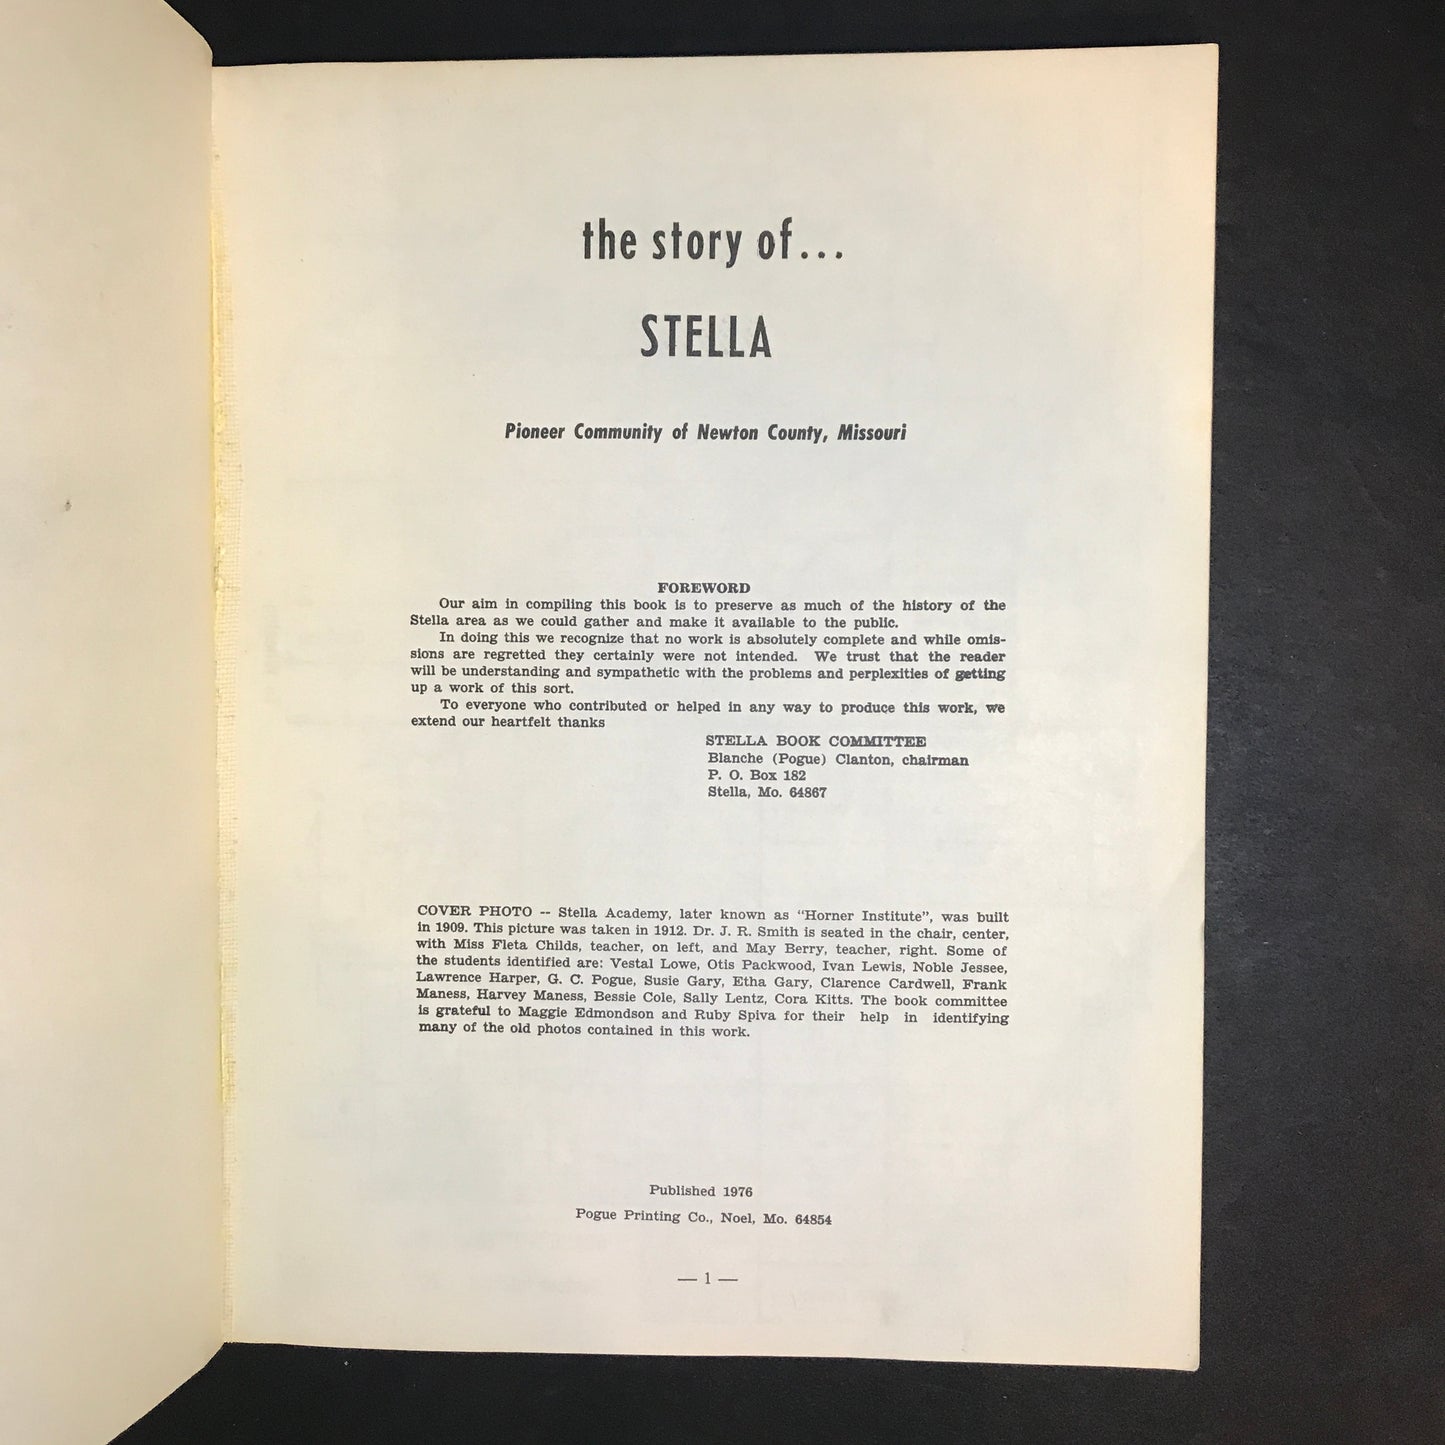 the story of...
STELLA
Pioneer Community of Newton County, Missouri
FOREWORD
Our aim in compiling this book is to preserve as much of the history of the
Stella area as we could gather and make it available to the public.
In doing this we recognize that no work is absolutely complete and while omis-
sions are regretted they certainly were not intended. We trust that the reader
will be understanding and sympathetic with the problems and perplexities of getting
up a work of this sort.
To everyone who contributed or helped in any way to produce this work, we
extend our heartfelt thanks
STELLA BOOK COMMITTEE
Blanche (Pogue) Clanton, chairman
P. O. Box 182
Stella, Mo. 64867
COVER PHOTO -- Stella Academy, later known as "Horner Institute", was built
in 1909. This picture was taken in 1912. Dr. J. R. Smith is seated in the chair, center,
with Miss Fleta Childs, teacher, on left, and May Berry, teacher, right. Some of
the students identified are: Vestal Lowe, Otis Packwood, Ivan Lewis, Noble Jessee,
Lawrence Harper, G. C. Pogue, Susie Gary, Etha Gary, Clarence Cardwell, Frank
Maness, Harvey Maness, Bessie Cole, Sally Lentz, Cora Kitts. The book committee
is grateful to Maggie Edmondson and Ruby Spiva for their help in identifying
many of the old photos contained in this work.
Published 1976
Pogue Printing Co., Noel, Mo. 64854
— 1 —